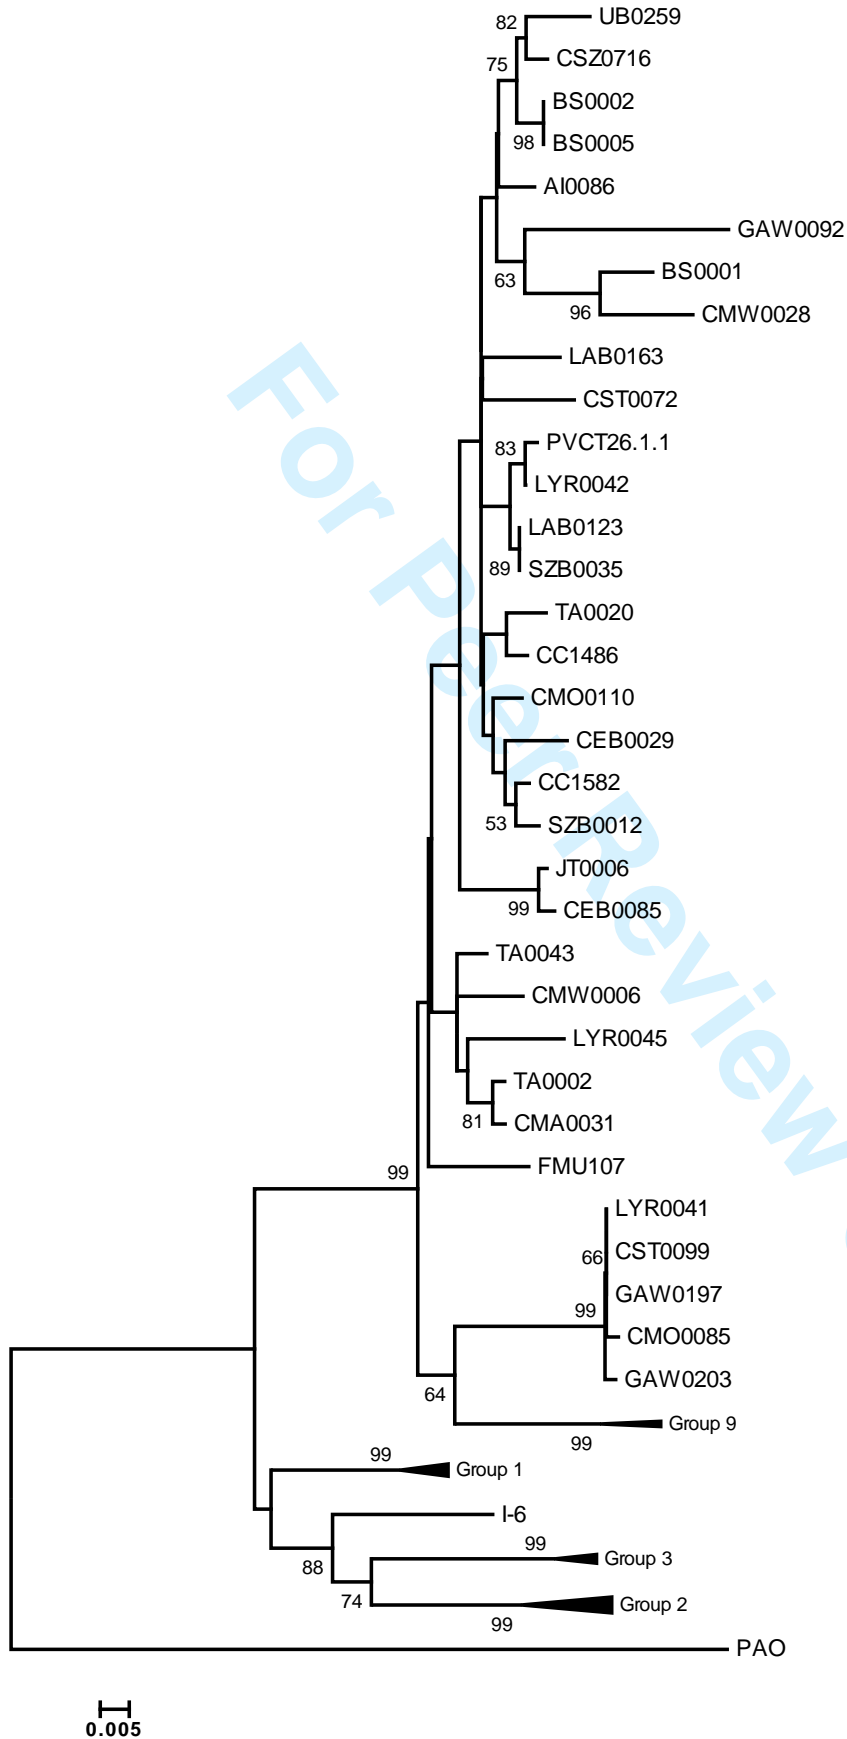 82
UB0259
CSZ0716
75
BS0002
98
BS0005
AI0086
GAW0092
63
BS0001
96
CMW0028
LAB0163
CST0072
83
PVCT26.1.1
LYR0042
LAB0123
89
SZB0035
TA0020
CC1486
CMO0110
CEB0029
CC1582
53
SZB0012
JT0006
99
CEB0085
TA0043
CMW0006
LYR0045
TA0002
81
CMA0031
FMU107
99
LYR0041
66
CST0099
GAW0197
99
CMO0085
GAW0203
64
Group 9
99
99
Group 1
I-6
99
Group 3
88
74
Group 2
99
PAO
0.005
For Peer Review